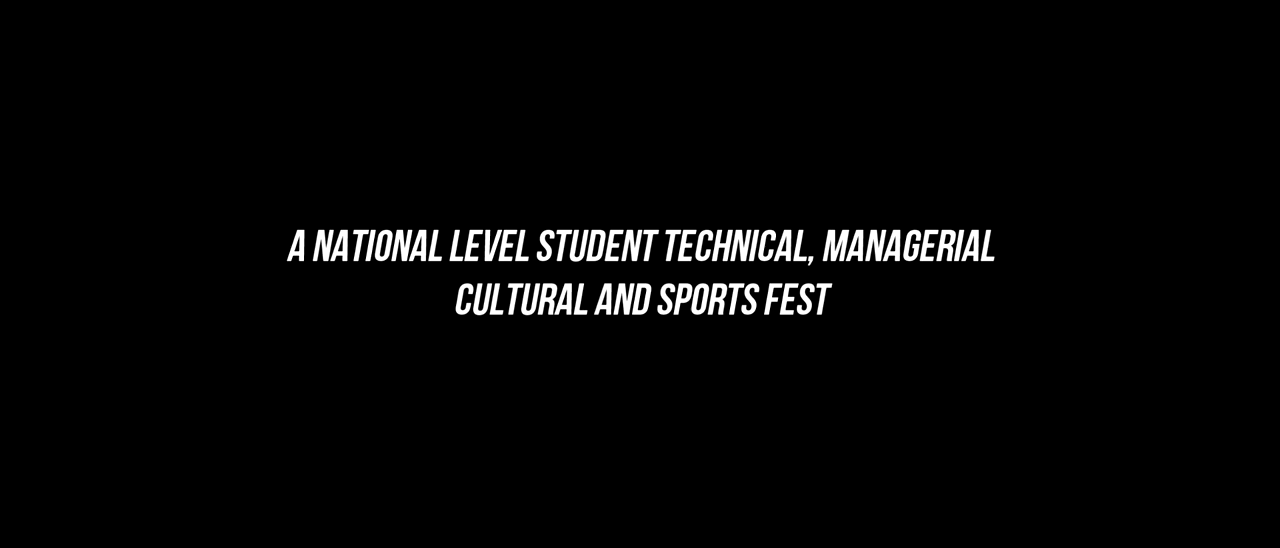 A NATIONAL LEVEL STUDENT TECHNICAL, MANAGERIAL
CULTURAL AND SPORTS FEST